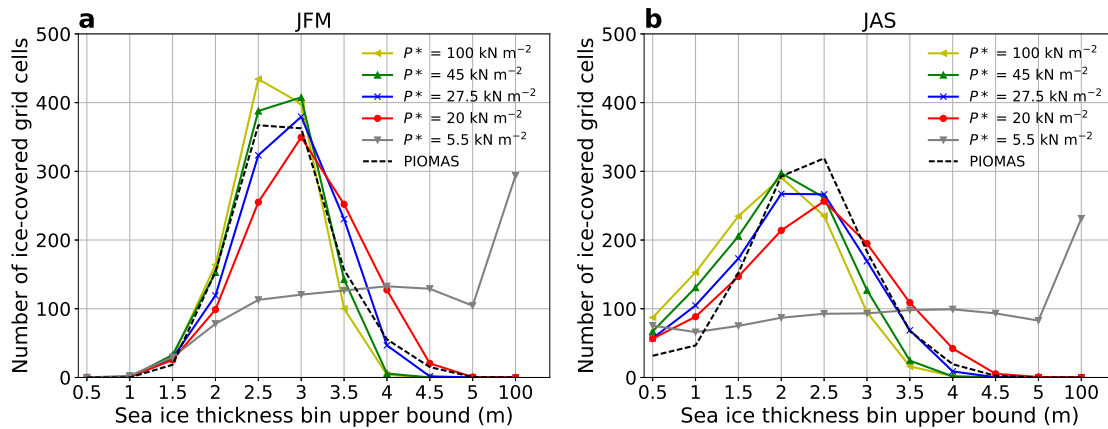 a
JFM
Number of ice-covered grid cells
500
400
300
200
100
0
P* = 100 kN m⁻²
P* = 45 kN m⁻²
P* = 27.5 kN m⁻²
P* = 20 kN m⁻²
P* = 5.5 kN m⁻²
PIOMAS
0.5 1 1.5 2 2.5 3 3.5 4 4.5 5 100
Sea ice thickness bin upper bound (m)
b
JAS
Number of ice-covered grid cells
500
400
300
200
100
0
P* = 100 kN m⁻²
P* = 45 kN m⁻²
P* = 27.5 kN m⁻²
P* = 20 kN m⁻²
P* = 5.5 kN m⁻²
PIOMAS
0.5 1 1.5 2 2.5 3 3.5 4 4.5 5 100
Sea ice thickness bin upper bound (m)